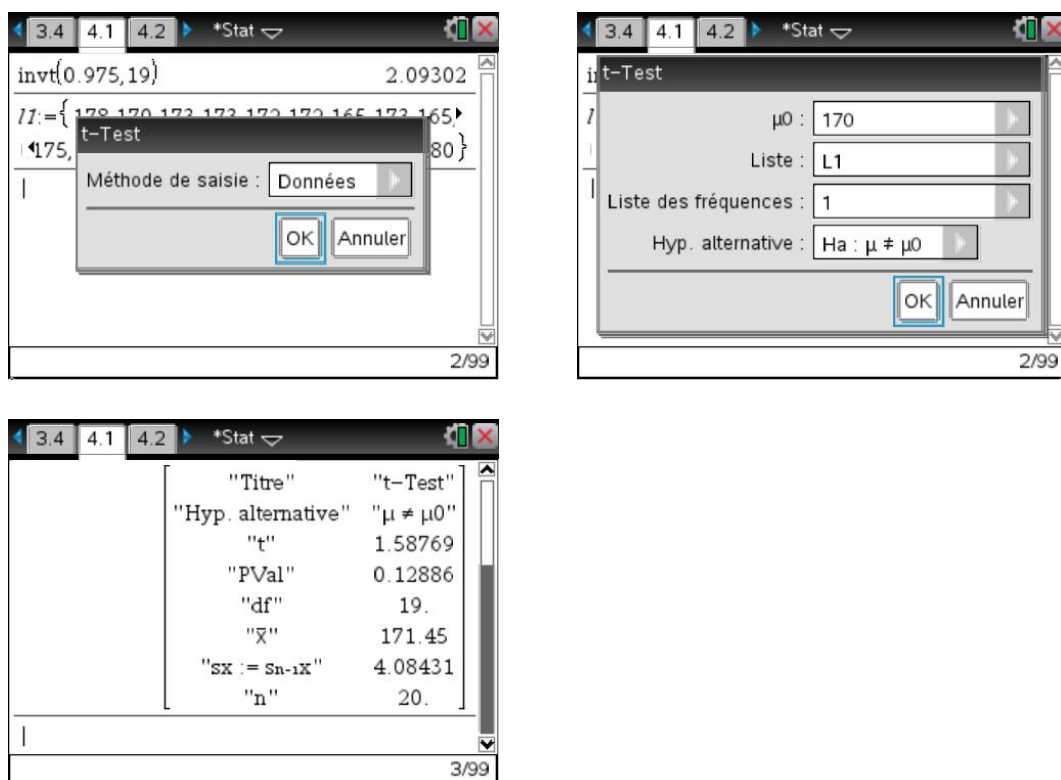 3.4 4.1 4.2 *Stat
invt(0.975,19) 2.09302
t-Test
Méthode de saisie : Données
OK Annuler
2/99
3.4 4.1 4.2 *Stat
t-Test
μ0 : 170
Liste : L1
Liste des fréquences : 1
Hyp. alternative : Ha : μ ≠ μ0
OK Annuler
2/99
3.4 4.1 4.2 *Stat
"Titre" "t-Test"
"Hyp. alternative" "μ ≠ μ0"
"t" 1.58769
"PVal" 0.12886
"df" 19.
"x̄" 171.45
"sx := sn-1x" 4.08431
"n" 20.
3/99